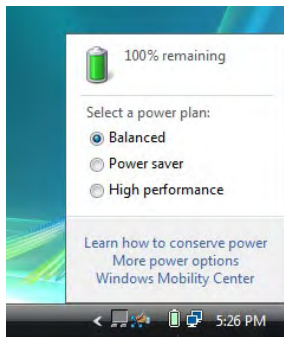 100% remaining
Select a power plan:
Balanced
Power saver
High performance
Learn how to conserve power
More power options
Windows Mobility Center
5:26 PM